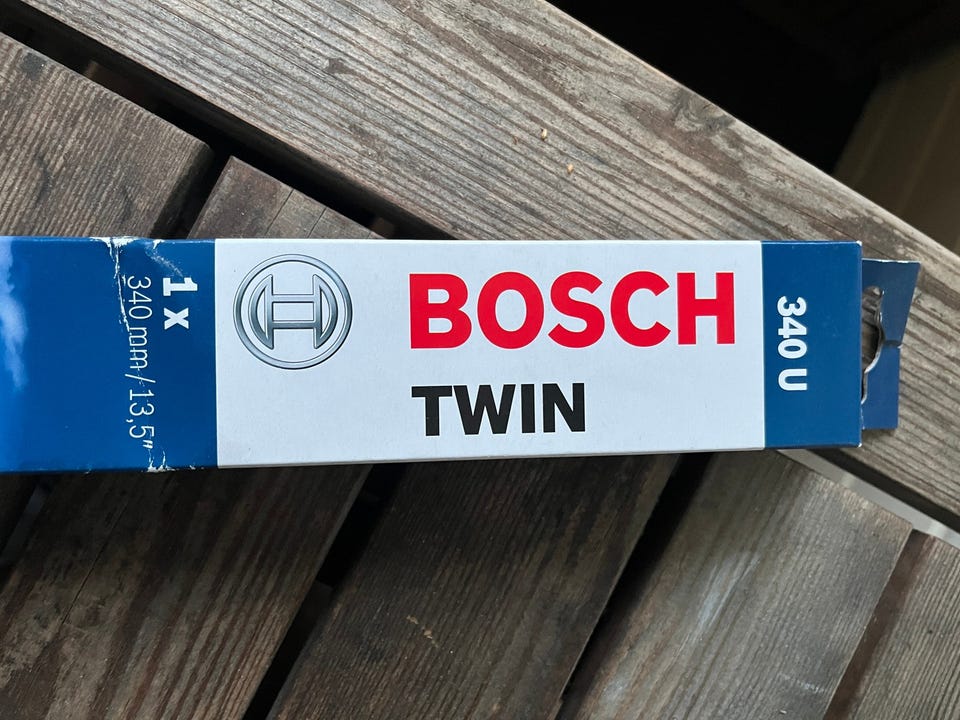 1 x
340 mm/13,5"
BOSCH
TWIN
340 U